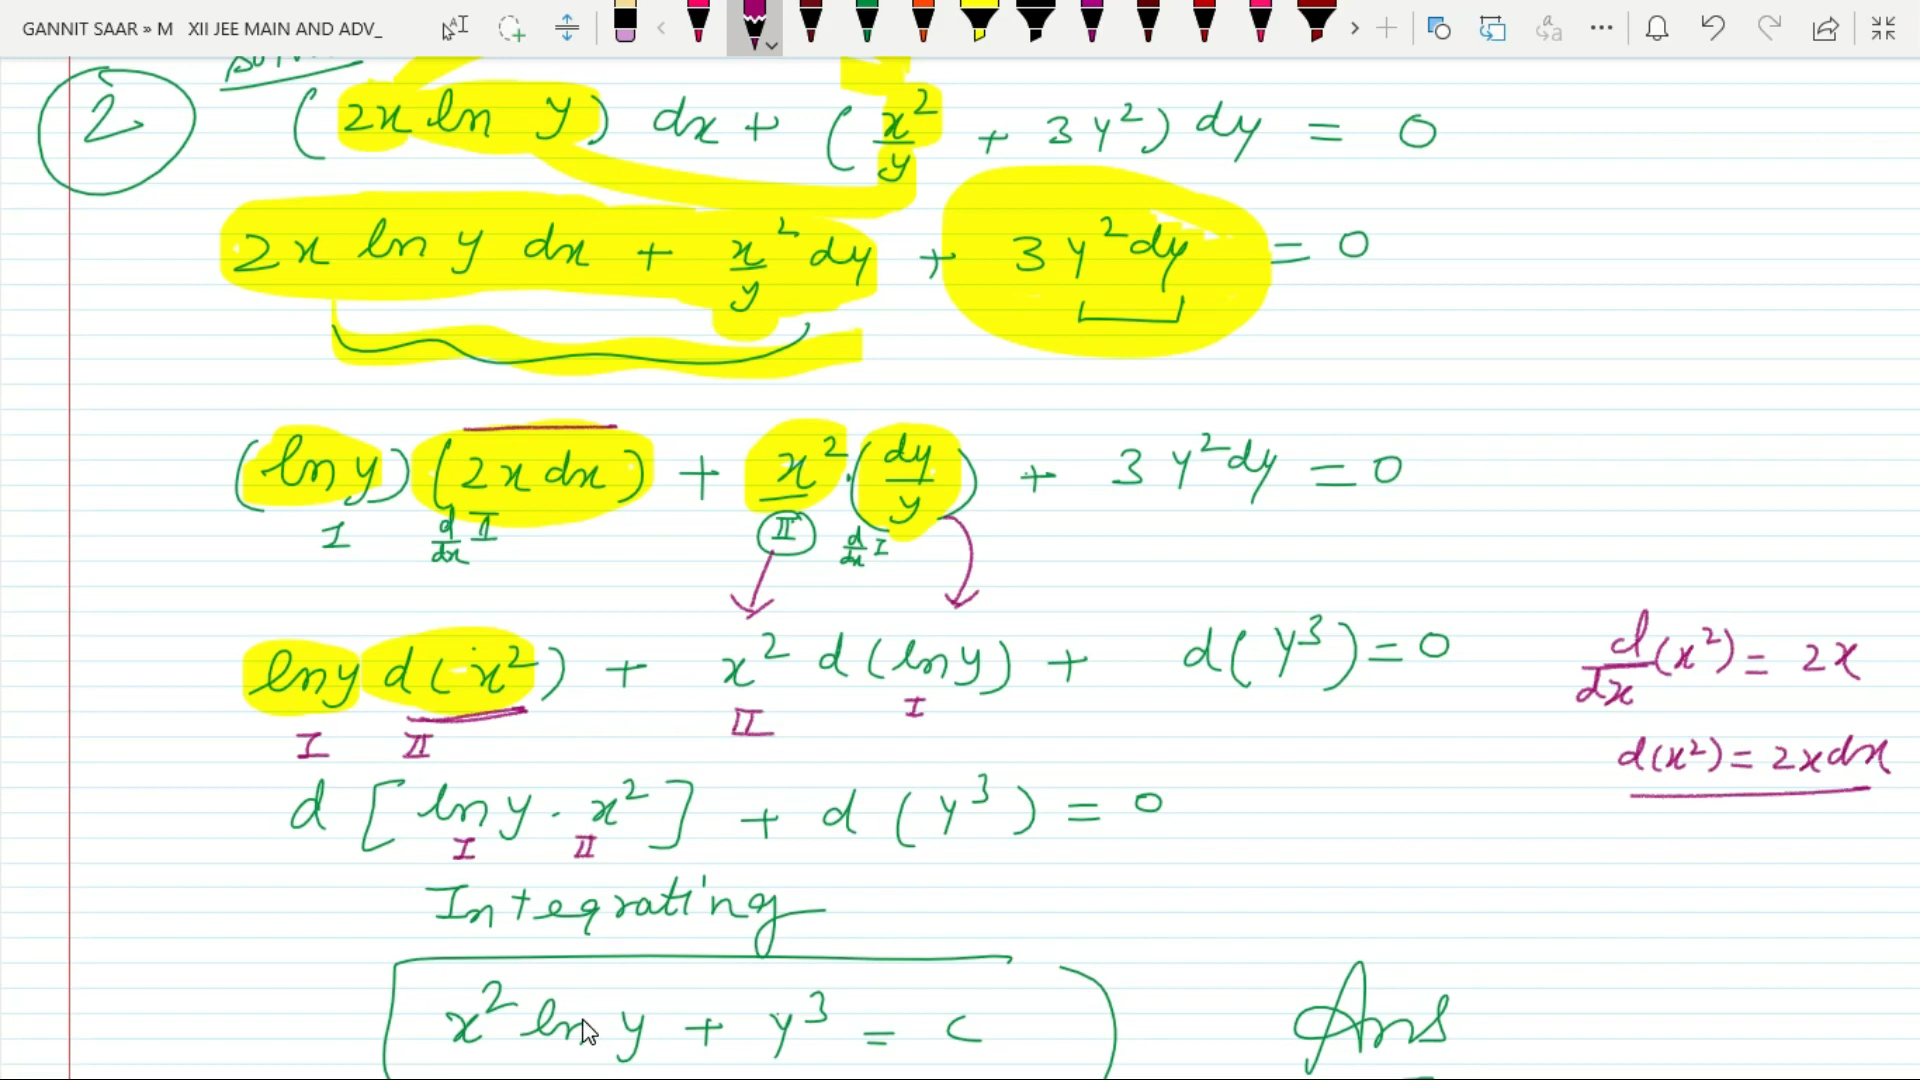 GANNIT SAAR » M XII JEE MAIN AND ADV_
2 (2x ln y) dx + (x²/y + 3y²) dy = 0
2x ln y dx + x²/y dy + 3y² dy = 0
(ln y) (2x dx) + x² · (dy/y) + 3y² dy = 0
I d/dx II II d/dx I
ln y d(x²) + x² d(ln y) + d(y³) = 0
I II II I
d/dx (x²) = 2x
d(x²) = 2x dx
d [ln y · x²] + d(y³) = 0
I II
Integrating
x² ln y + y³ = c Ans